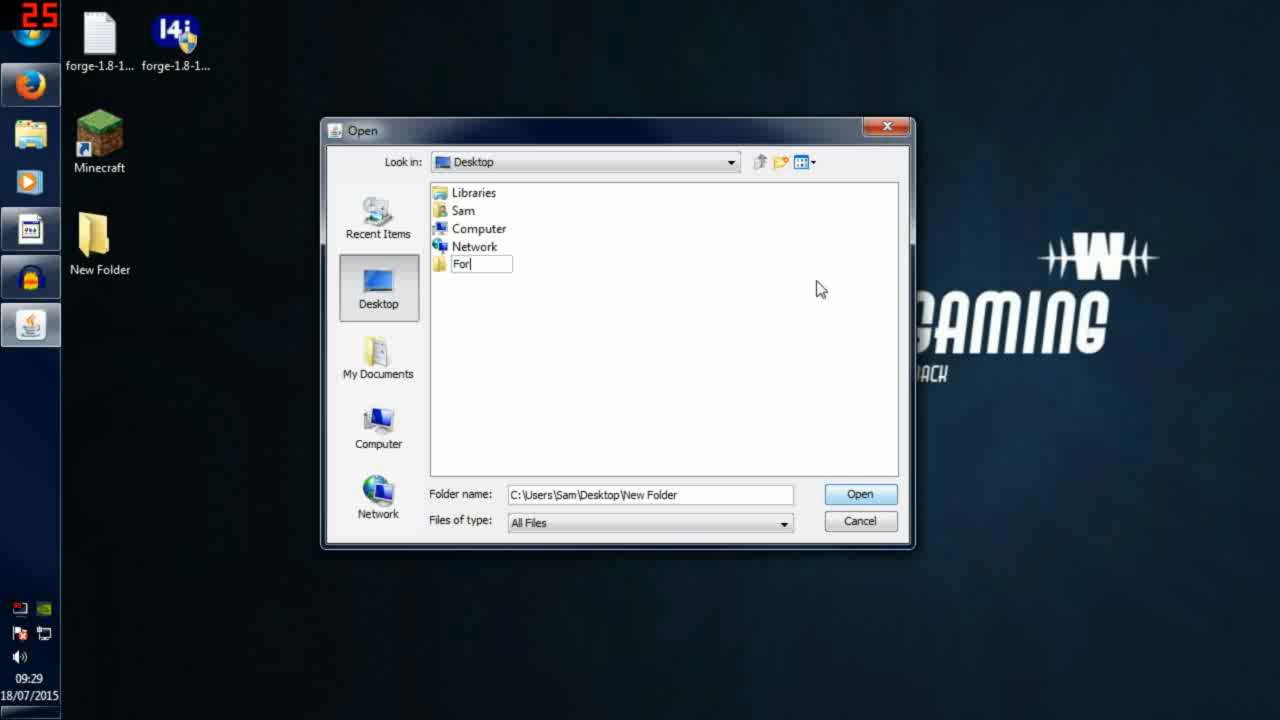 25
forge-1.8-1...
forge-1.8-1...
Minecraft
New Folder
Open
Look in:
Desktop
Recent Items
Desktop
My Documents
Computer
Network
Libraries
Sam
Computer
Network
For
Folder name:
C:\Users\Sam\Desktop\New Folder
Open
Files of type:
All Files
Cancel
W
GAMING
BACK
09:29
18/07/2015